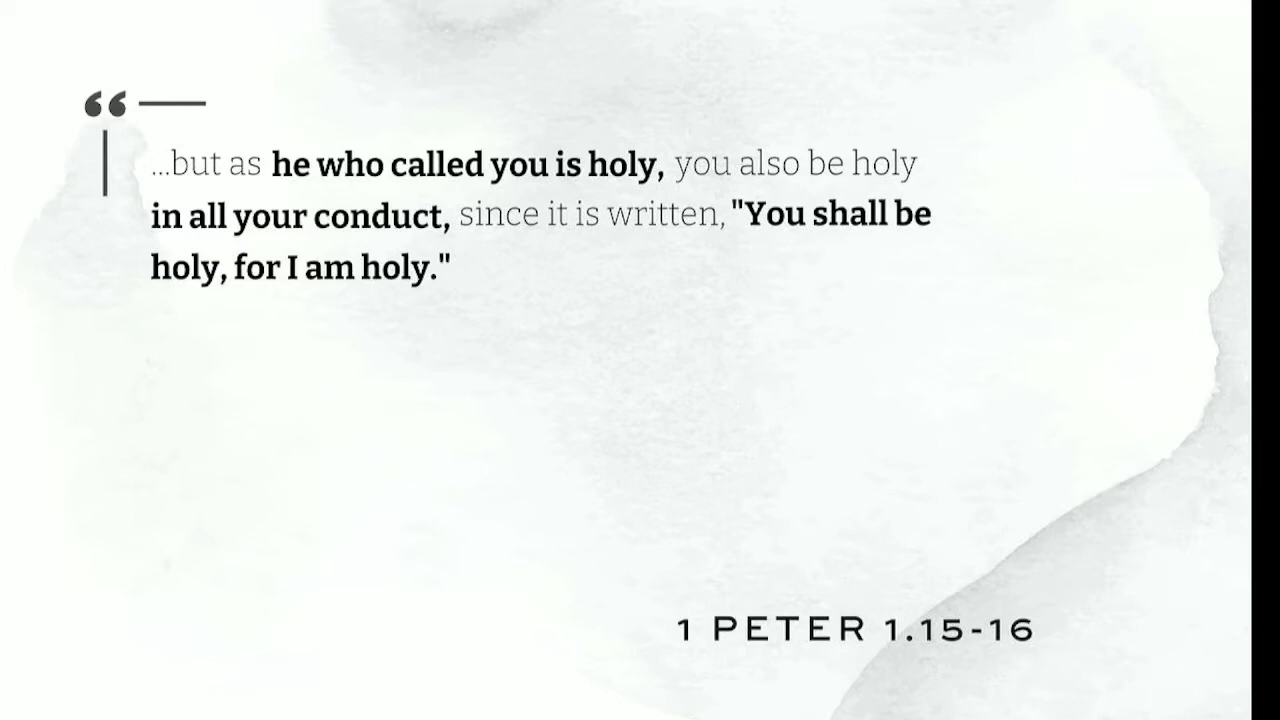 ...but as he who called you is holy, you also be holy
in all your conduct, since it is written, "You shall be
holy, for I am holy."
1 PETER 1.15-16